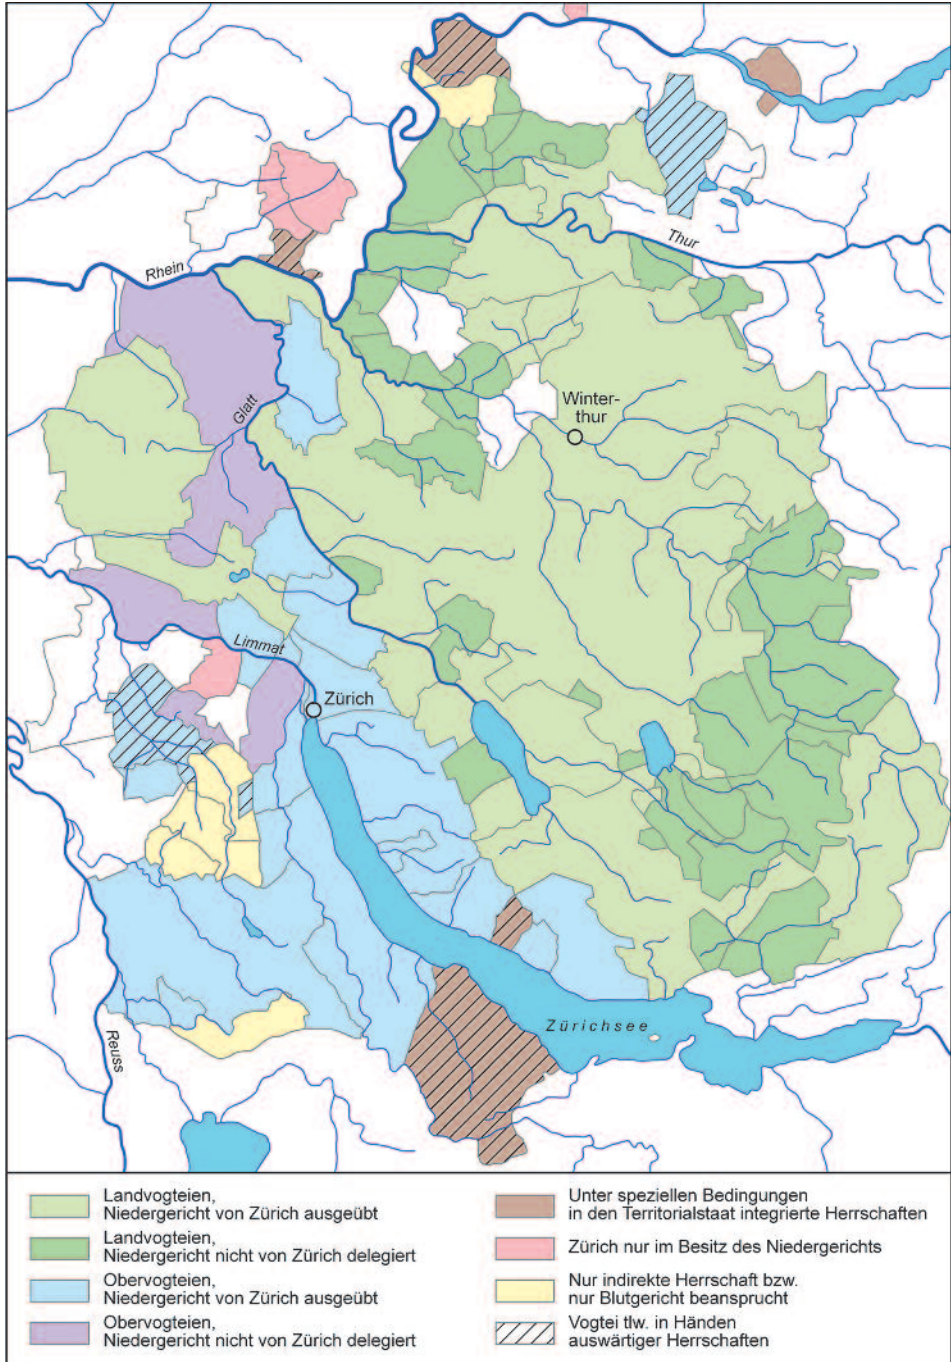 Thur
Rhein
Winter-
thur
Glatt
Limmat
Zürich
Zürichsee
Reuss
Landvogteien,
Niedergericht von Zürich ausgeübt
Landvogteien,
Niedergericht nicht von Zürich delegiert
Obervogteien,
Niedergericht von Zürich ausgeübt
Obervogteien,
Niedergericht nicht von Zürich delegiert
Unter speziellen Bedingungen
in den Territorialstaat integrierte Herrschaften
Zürich nur im Besitz des Niedergerichts
Nur indirekte Herrschaft bzw.
nur Blutgericht beansprucht
Vogtei tlw. in Händen
auswärtiger Herrschaften